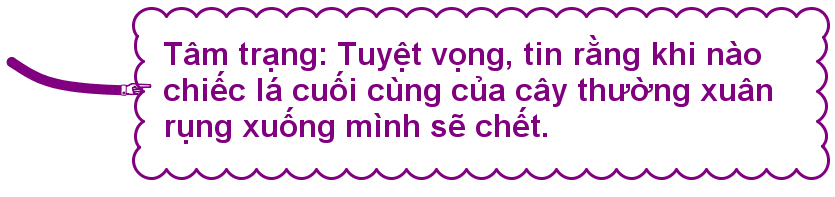 Tâm trạng: Tuyệt vọng, tin rằng khi nào
chiếc lá cuối cùng của cây thường xuân
rụng xuống mình sẽ chết.